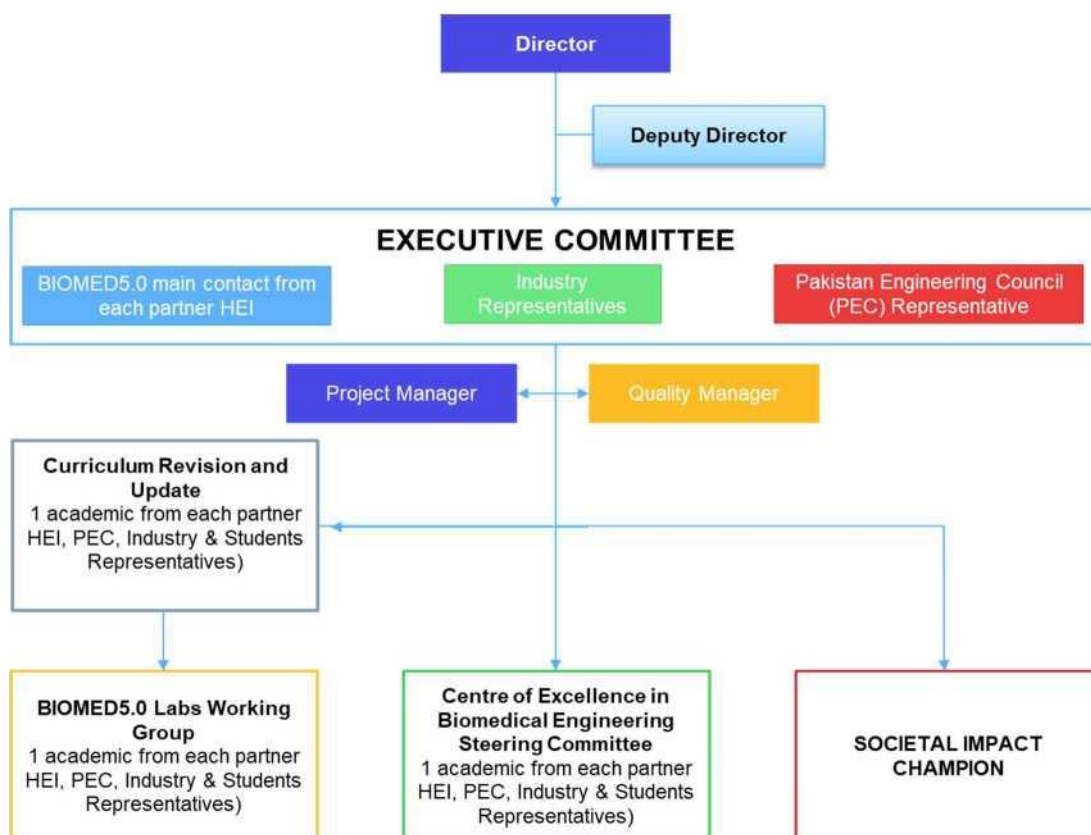 Director
Deputy Director
EXECUTIVE COMMITTEE
BIOMED5.0 main contact from
each partner HEI
Industry
Representatives
Pakistan Engineering Council
(PEC) Representative
Project Manager
Quality Manager
Curriculum Revision and
Update
1 academic from each partner
HEI, PEC, Industry & Students
Representatives)
BIOMED5.0 Labs Working
Group
1 academic from each partner
HEI, PEC, Industry & Students
Representatives)
Centre of Excellence in
Biomedical Engineering
Steering Committee
1 academic from each partner
HEI, PEC, Industry & Students
Representatives)
SOCIETAL IMPACT
CHAMPION